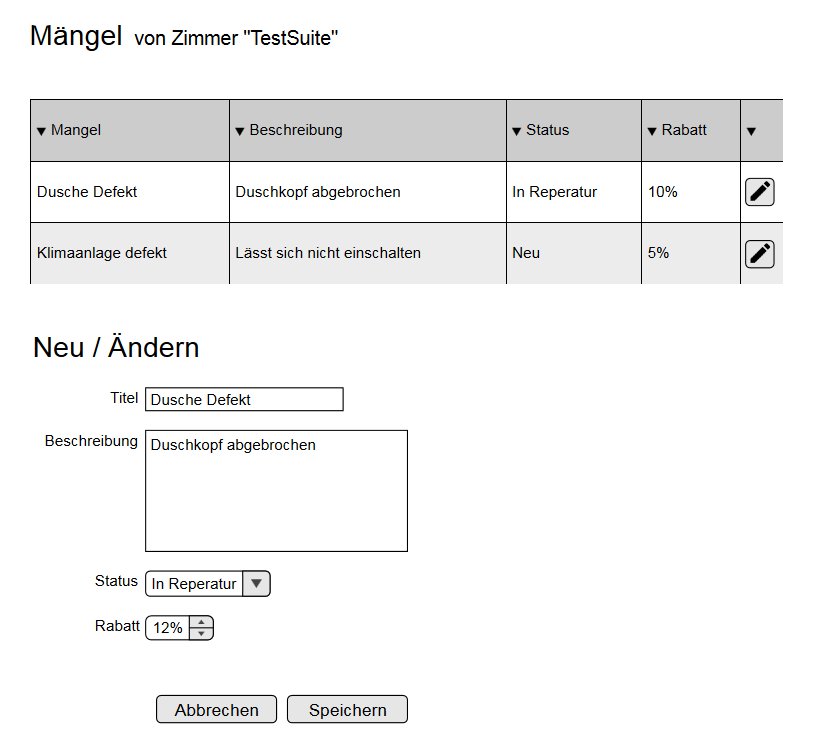 Mängel von Zimmer "TestSuite"
▼ Mangel ▼ Beschreibung ▼ Status ▼ Rabatt ▼
Dusche Defekt Duschkopf abgebrochen In Reperatur 10%
Klimaanlage defekt Lässt sich nicht einschalten Neu 5%
Neu / Ändern
Titel Dusche Defekt
Beschreibung Duschkopf abgebrochen
Status In Reperatur
Rabatt 12%
Abbrechen Speichern